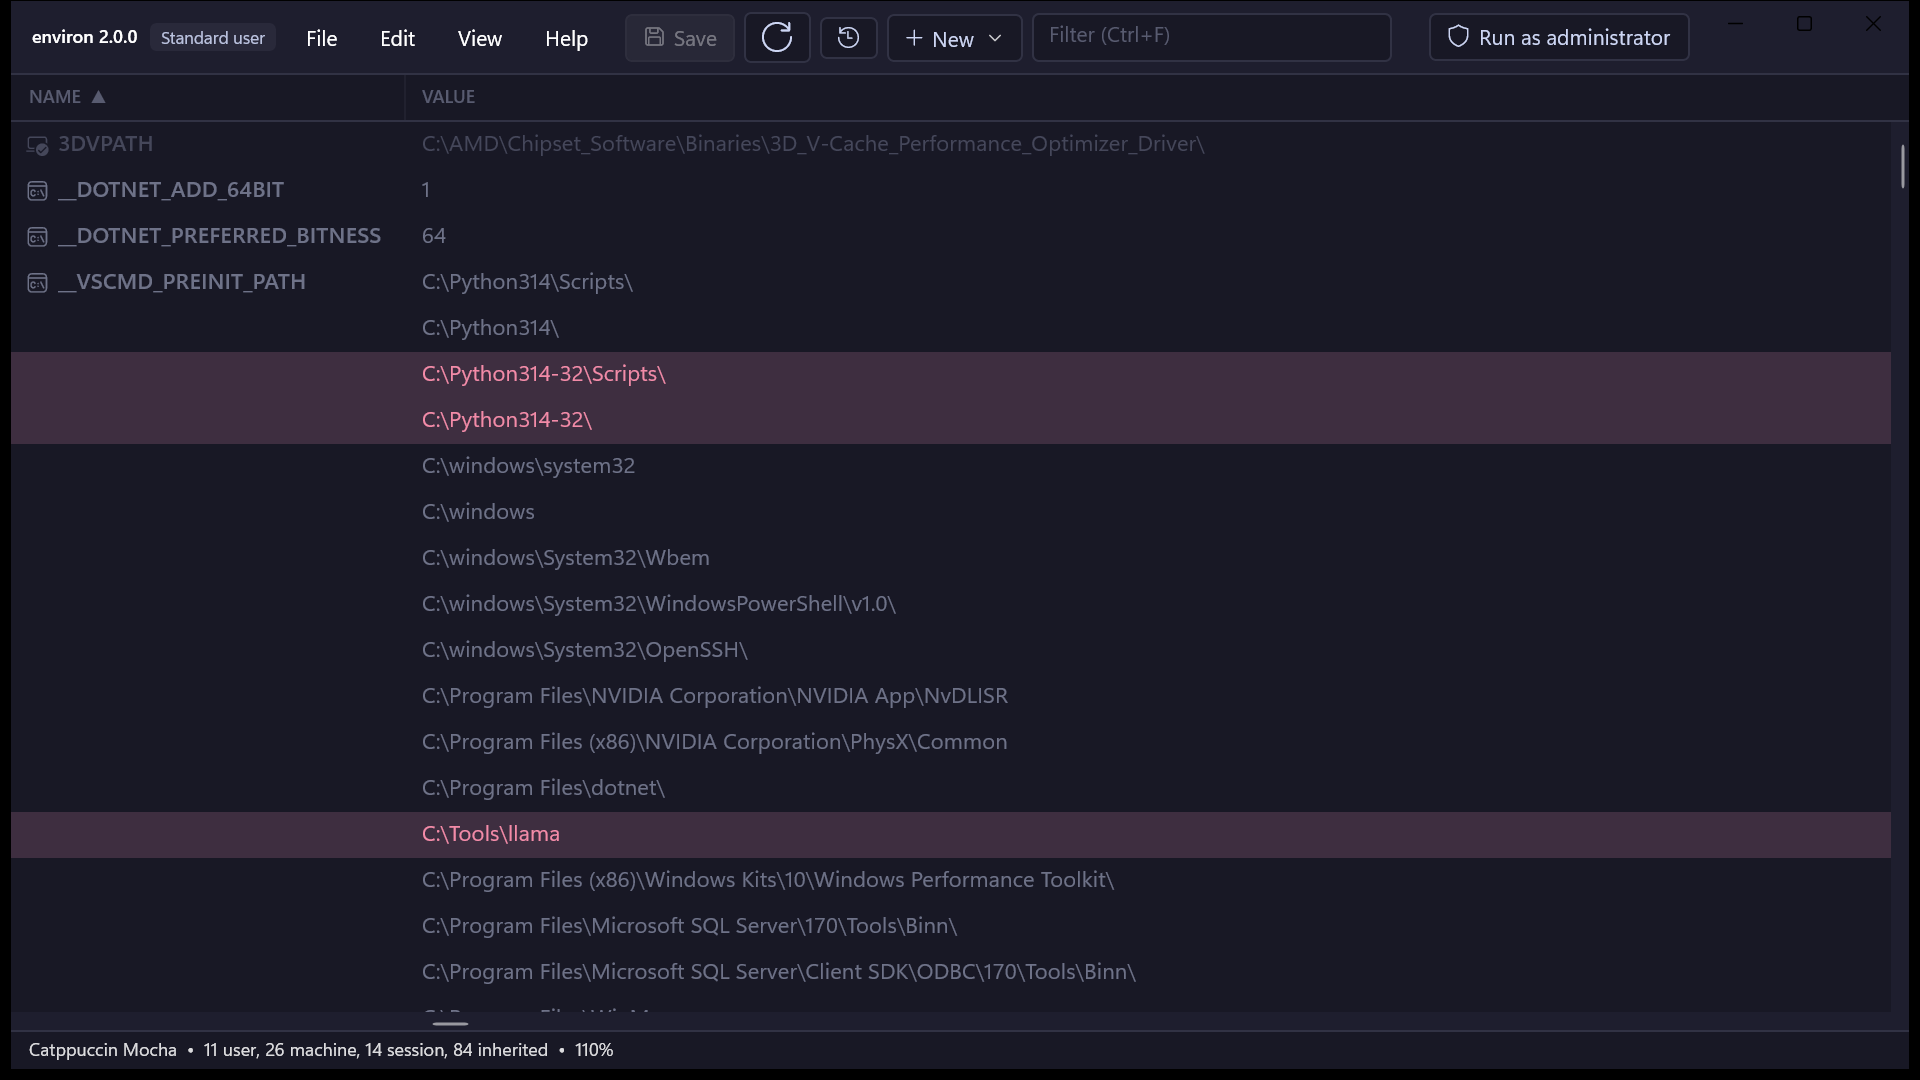 environ 2.0.0 Standard user File Edit View Help Save New Filter (Ctrl+F) Run as administrator
NAME VALUE
3DVPATH C:\AMD\Chipset_Software\Binaries\3D_V-Cache_Performance_Optimizer_Driver\
__DOTNET_ADD_64BIT 1
__DOTNET_PREFERRED_BITNESS 64
__VSCMD_PREINIT_PATH C:\Python314\Scripts\
C:\Python314\
C:\Python314-32\Scripts\
C:\Python314-32\
C:\windows\system32
C:\windows
C:\windows\System32\Wbem
C:\windows\System32\WindowsPowerShell\v1.0\
C:\windows\System32\OpenSSH\
C:\Program Files\NVIDIA Corporation\NVIDIA App\NvDLISR
C:\Program Files (x86)\NVIDIA Corporation\PhysX\Common
C:\Program Files\dotnet\
C:\Tools\llama
C:\Program Files (x86)\Windows Kits\10\Windows Performance Toolkit\
C:\Program Files\Microsoft SQL Server\170\Tools\Binn\
C:\Program Files\Microsoft SQL Server\Client SDK\ODBC\170\Tools\Binn\
Catppuccin Mocha • 11 user, 26 machine, 14 session, 84 inherited • 110%